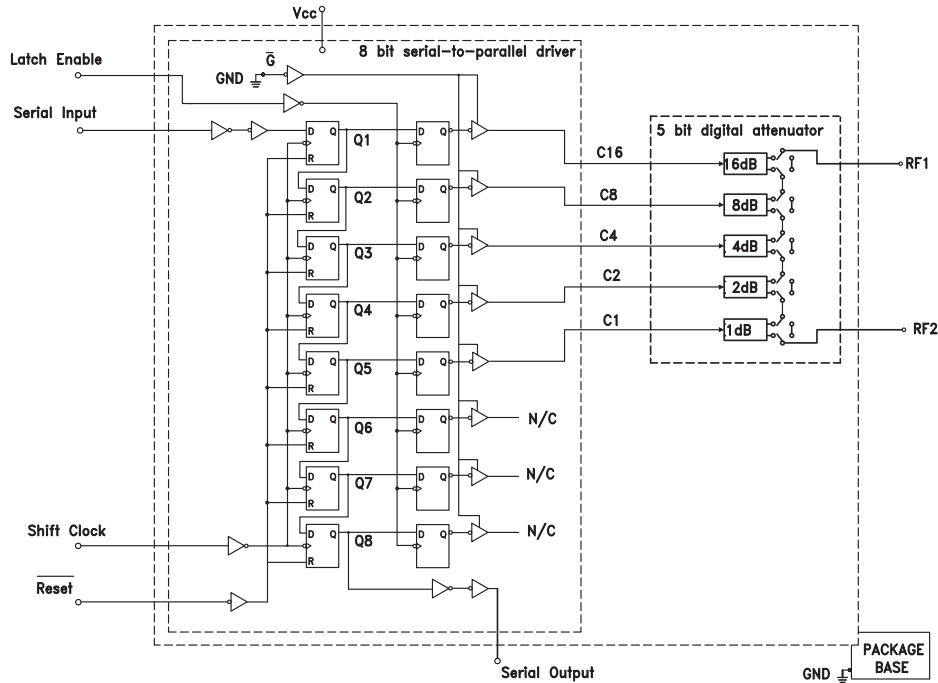 Vcc
8 bit serial-to-parallel driver
Latch Enable
G
GND
Serial Input
D Q
R
Q1
D Q
C16
5 bit digital attenuator
16dB
RF1
D Q
R
Q2
D Q
C8
8dB
D Q
R
Q3
D Q
C4
4dB
D Q
R
Q4
D Q
C2
2dB
D Q
R
Q5
D Q
C1
1dB
RF2
D Q
R
Q6
D Q
N/C
D Q
R
Q7
D Q
N/C
Shift Clock
D Q
R
Q8
D Q
N/C
Reset
Serial Output
PACKAGE
BASE
GND